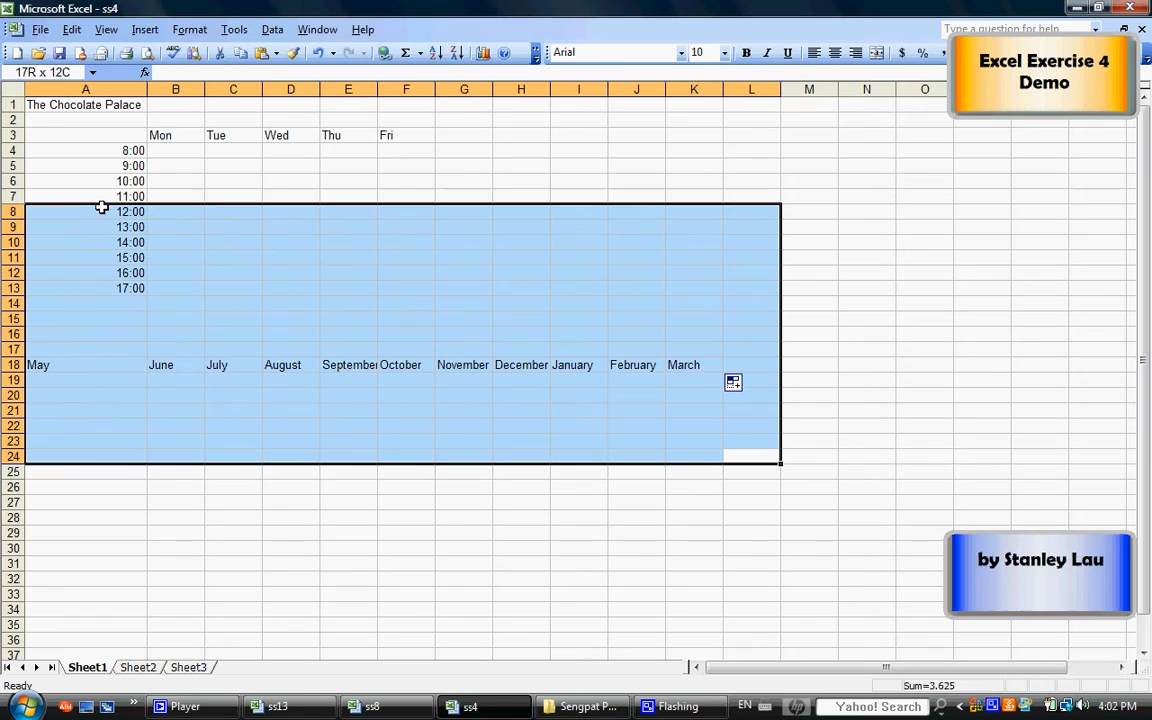 Microsoft Excel - ss4
File Edit View Insert Format Tools Data Window Help
Type a question for help
Arial 10 B I U $ %
17R x 12C fx
A B C D E F G H I J K L M N O
Excel Exercise 4
Demo
1 The Chocolate Palace
2
3 Mon Tue Wed Thu Fri
4 8:00
5 9:00
6 10:00
7 11:00
8 12:00
9 13:00
10 14:00
11 15:00
12 16:00
13 17:00
14
15
16
17
18 May June July August September October November December January February March
19
20
21
22
23
24
25
26
27
28
29
by Stanley Lau
30
31
32
33
34
35
36
37
Sheet1 Sheet2 Sheet3
Ready Sum=3.625
Player ss13 ss8 ss4 Sengpat P... Flashing EN Yahoo! Search 4:02 PM